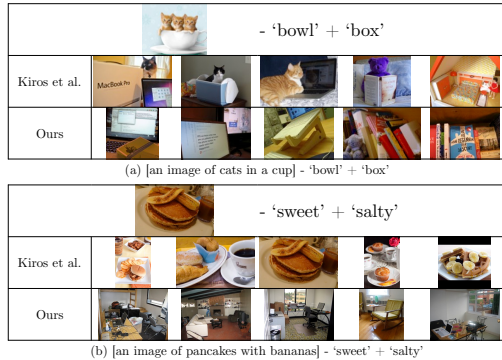 - ‘bowl’ + ‘box’
Kiros et al.
MacBook Pro
Ours
(a) [an image of cats in a cup] - ‘bowl’ + ‘box’
- ‘sweet’ + ‘salty’
Kiros et al.
Ours
(b) [an image of pancakes with bananas] - ‘sweet’ + ‘salty’